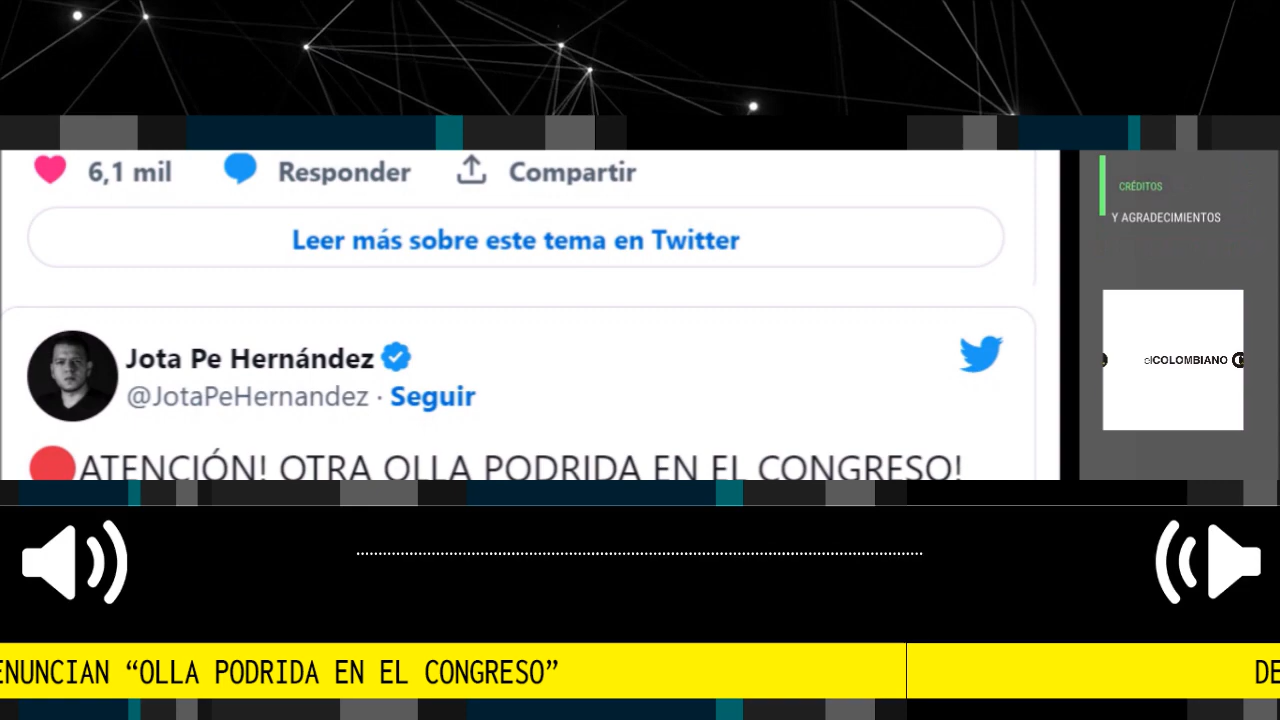 6,1 mil Responder Compartir
Leer más sobre este tema en Twitter
Jota Pe Hernández
@JotaPeHernandez · Seguir
ATENCIÓN! OTRA OLLA PODRIDA EN EL CONGRESO!
CRÉDITOS
Y AGRADECIMIENTOS
elCOLOMBIANO
ENUNCIAN “OLLA PODRIDA EN EL CONGRESO”
DE